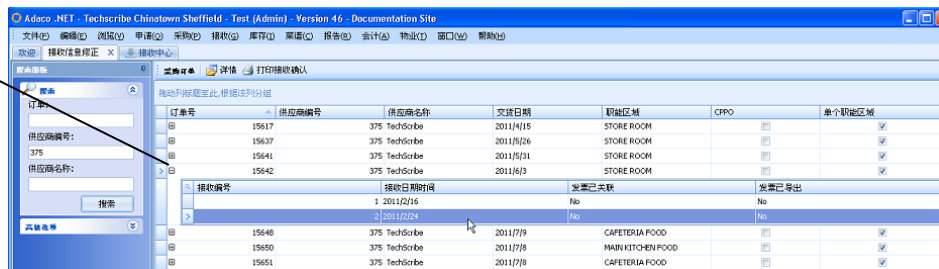 Adaco .NET - Techscribe Chinatown Sheffield - Test (Admin) - Version 46 - Documentation Site
文件(F) 编辑(E) 浏览(V) 申请(Q) 采购(P) 接收(G) 库存(I) 菜谱(C) 报告(R) 会计(A) 物业(T) 窗口(W) 帮助(H)
欢迎 接收信息修正 X 接收中心
搜索面板 采购订单 详情 打印接收确认
搜索
拖动列标题至此,根据该列分组
订单:
订单号 供应商编号 供应商名称 交货日期 职能区域 CPPO 单个职能区域
15617 375 TechScribe 2011/4/15 STORE ROOM
供应商编号:
15637 375 TechScribe 2011/5/26 STORE ROOM
375
15641 375 TechScribe 2011/5/31 STORE ROOM
供应商名称:
15642 375 TechScribe 2011/6/3 STORE ROOM
接收编号 接收日期时间 发票已关联 发票已导出
搜索
1 2011/2/16 No No
2 2011/2/24 No No
高级选项
15648 375 TechScribe 2011/7/9 CAFETERIA FOOD
15650 375 TechScribe 2011/7/8 MAIN KITCHEN FOOD
15651 375 TechScribe 2011/7/8 CAFETERIA FOOD